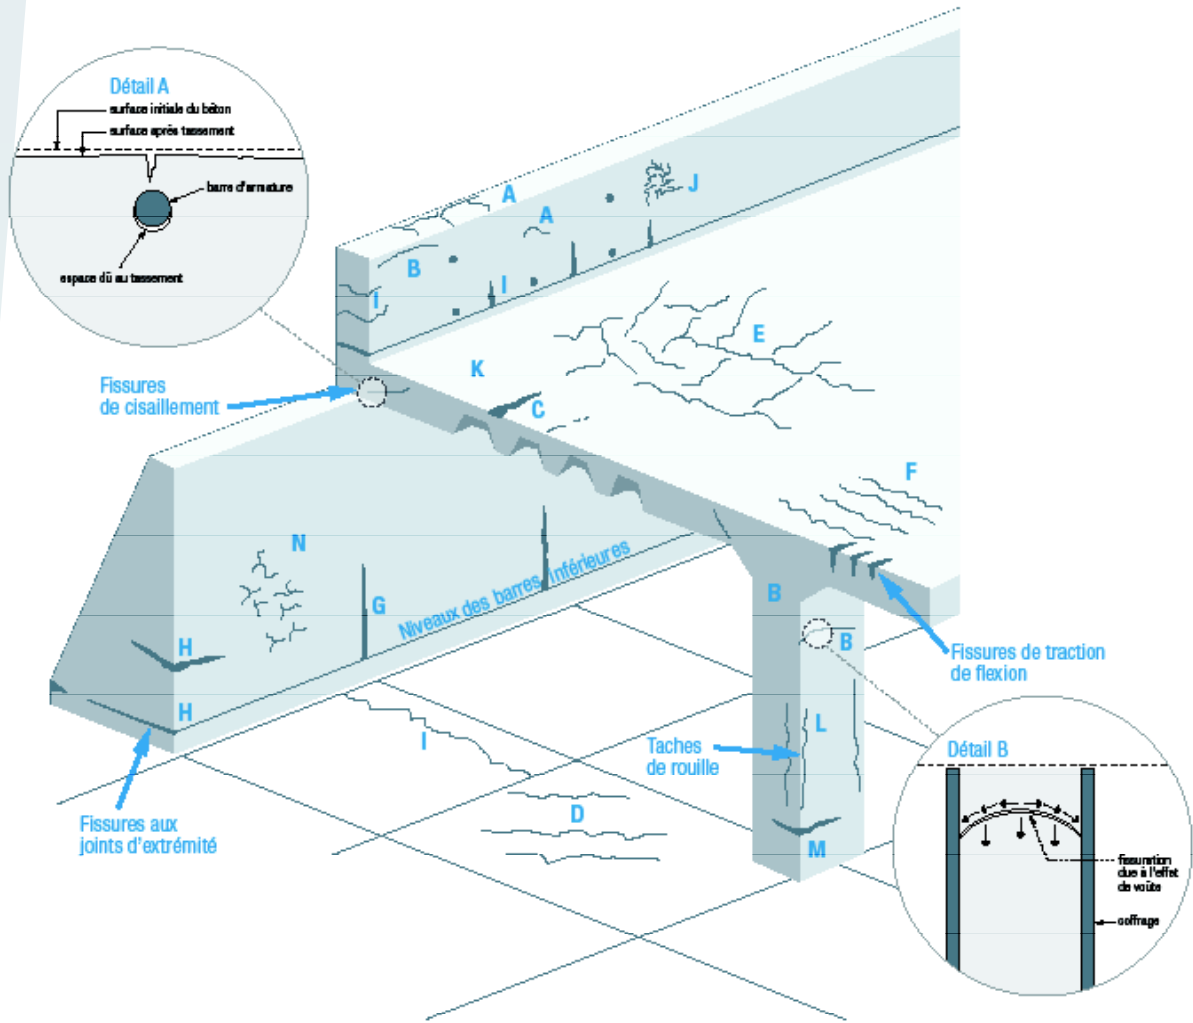 Détail A
surface initiale du béton
surface après tassement
barre d'armature
espace dû au tassement
A
J
A
B
I
I
E
K
Fissures
de cisaillement
C
F
N
G
Niveaux des barres inférieures
B
B
H
Fissures de traction
de flexion
H
I
L
Taches
de rouille
Détail B
D
Fissures aux
joints d'extrémité
M
fissuration
due à l'effet
de voûte
coffrage